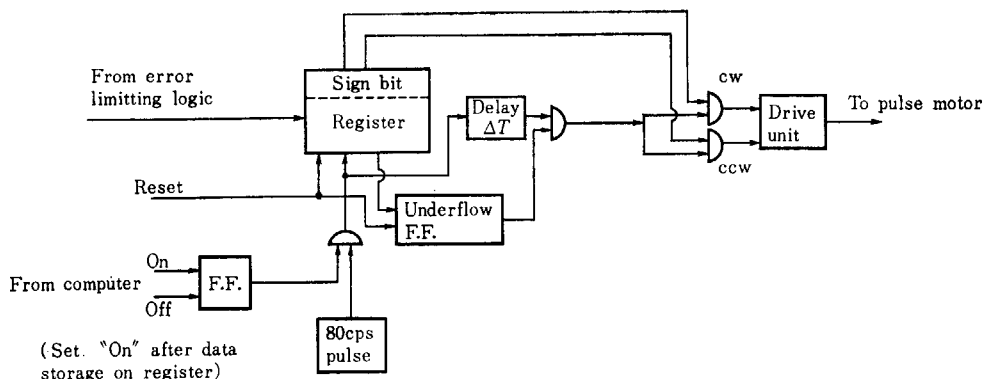 From error
limitting logic
Sign bit
Register
Delay
ΔT
cw
ccw
Drive
unit
To pulse motor
Reset
Underflow
F.F.
From computer
On
Off
F.F.
80cps
pulse
(Set "On" after data
storage on register)